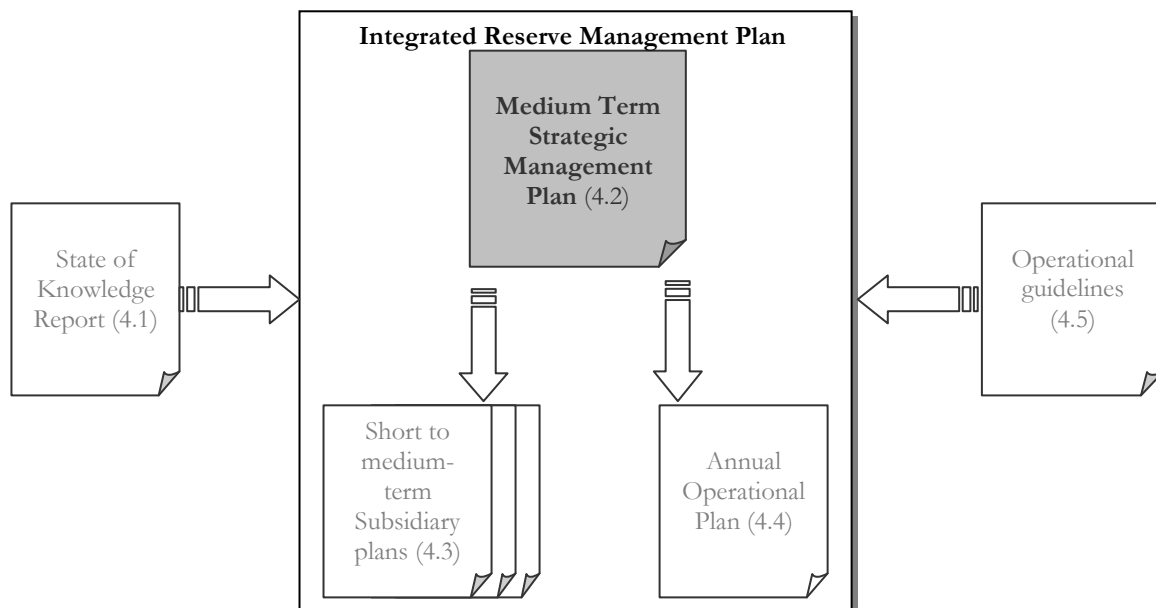 Integrated Reserve Management Plan
Medium Term
Strategic
Management
Plan (4.2)
State of
Knowledge
Report (4.1)
Operational
guidelines
(4.5)
Short to
medium-
term
Subsidiary
plans (4.3)
Annual
Operational
Plan (4.4)